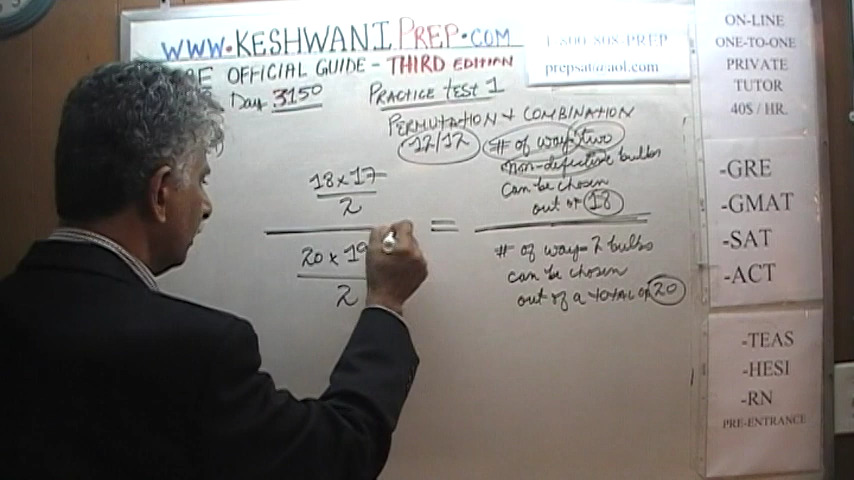 WWW.KESHWANIPREP.COM
1-800-808-PREP
prepsat@aol.com
OFFICIAL GUIDE - THIRD EDITION
Day 3150 PRACTICE TEST 1
PERMUTATION & COMBINATION
12/12
# of ways two
non-defective bulbs
can be chosen
out of 18
18 x 17
2
=
20 x 19
2
# of ways 2 bulbs
can be chosen
out of a TOTAL of 20
ON-LINE
ONE-TO-ONE
PRIVATE
TUTOR
40$ / HR.
-GRE
-GMAT
-SAT
-ACT
-TEAS
-HESI
-RN
PRE-ENTRANCE